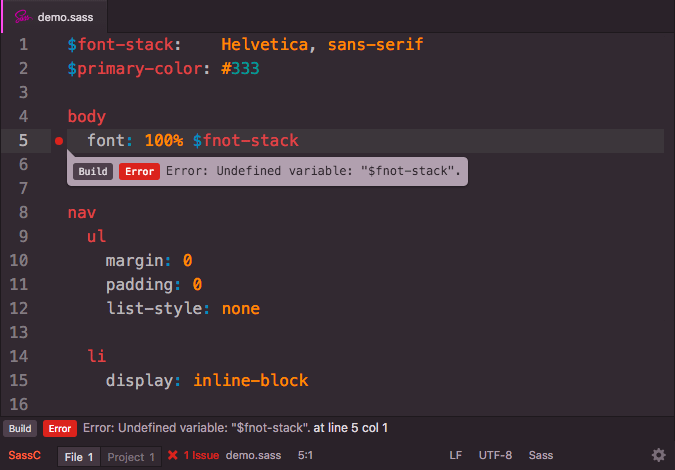 demo.sass
1 $font-stack: Helvetica, sans-serif
2 $primary-color: #333
3
4 body
5 font: 100% $fnot-stack
6 Build Error Error: Undefined variable: "$fnot-stack".
7
8 nav
9 ul
10 margin: 0
11 padding: 0
12 list-style: none
13
14 li
15 display: inline-block
16
Build Error Error: Undefined variable: "$fnot-stack". at line 5 col 1
SassC File 1 Project 1 1 Issue demo.sass 5:1 LF UTF-8 Sass